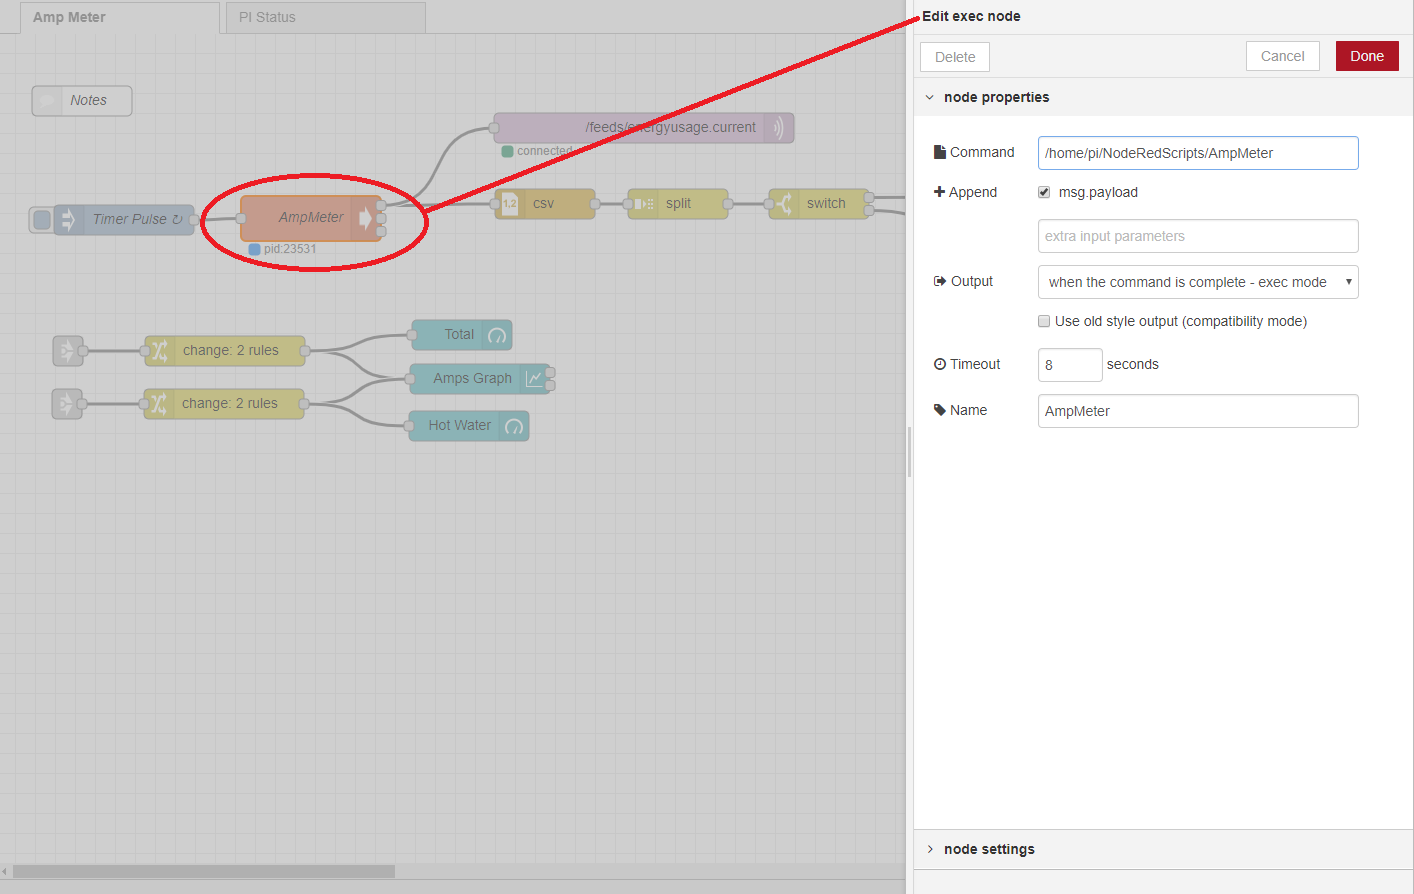 Amp Meter
PI Status
Notes
/feeds/energyusage.current
connected
Timer Pulse ↻
AmpMeter
pid:23531
1,2 csv
split
switch
change: 2 rules
change: 2 rules
Total
Amps Graph
Hot Water
Edit exec node
Delete
Cancel
Done
node properties
Command
/home/pi/NodeRedScripts/AmpMeter
Append
msg.payload
extra input parameters
Output
when the command is complete - exec mode
Use old style output (compatibility mode)
Timeout
8
seconds
Name
AmpMeter
node settings